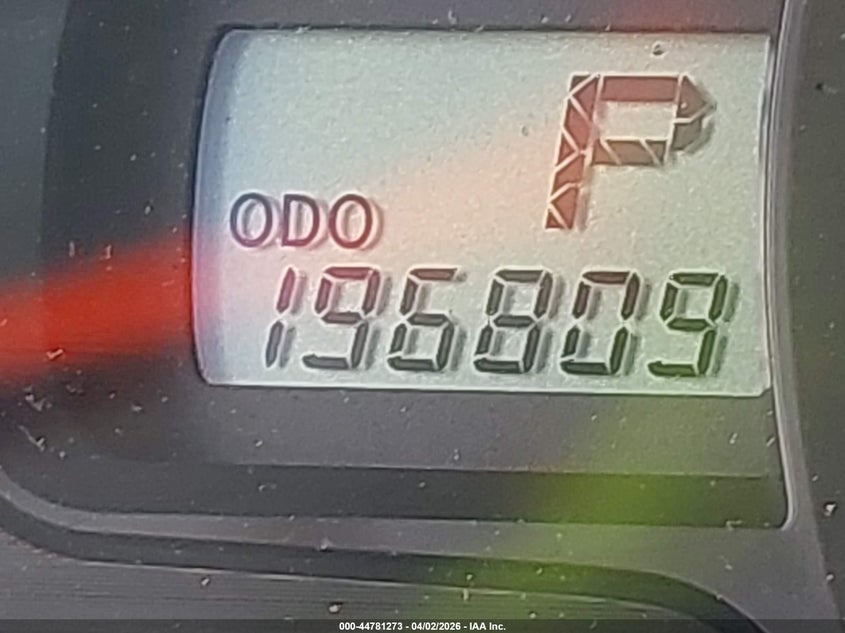 P
ODO
196809
000-44781273 - 04/02/2026 - IAA Inc.